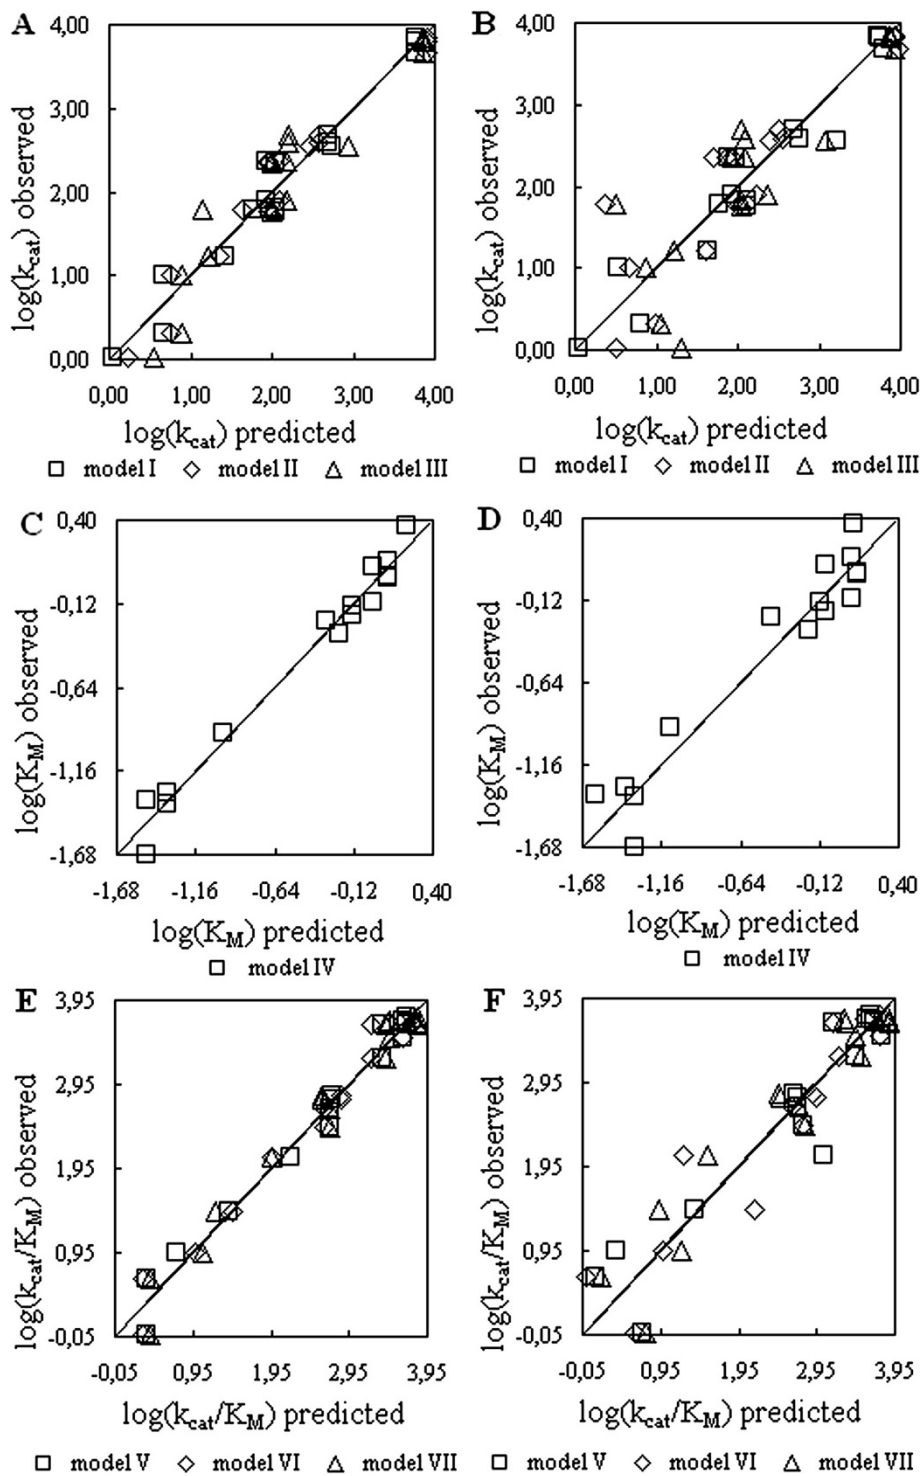 A
4,00
3,00
2,00
1,00
0,00
log(kcat) observed
0,00 1,00 2,00 3,00 4,00
log(kcat) predicted
model I model II model III
B
4,00
3,00
2,00
1,00
0,00
log(kcat) observed
0,00 1,00 2,00 3,00 4,00
log(kcat) predicted
model I model II model III
C
0,40
-0,12
-0,64
-1,16
-1,68
log(KM) observed
-1,68 -1,16 -0,64 -0,12 0,40
log(KM) predicted
model IV
D
0,40
-0,12
-0,64
-1,16
-1,68
log(KM) observed
-1,68 -1,16 -0,64 -0,12 0,40
log(KM) predicted
model IV
E
3,95
2,95
1,95
0,95
-0,05
log(kcat/KM) observed
-0,05 0,95 1,95 2,95 3,95
log(kcat/KM) predicted
model V model VI model VII
F
3,95
2,95
1,95
0,95
-0,05
log(kcat/KM) observed
-0,05 0,95 1,95 2,95 3,95
log(kcat/KM) predicted
model V model VI model VII